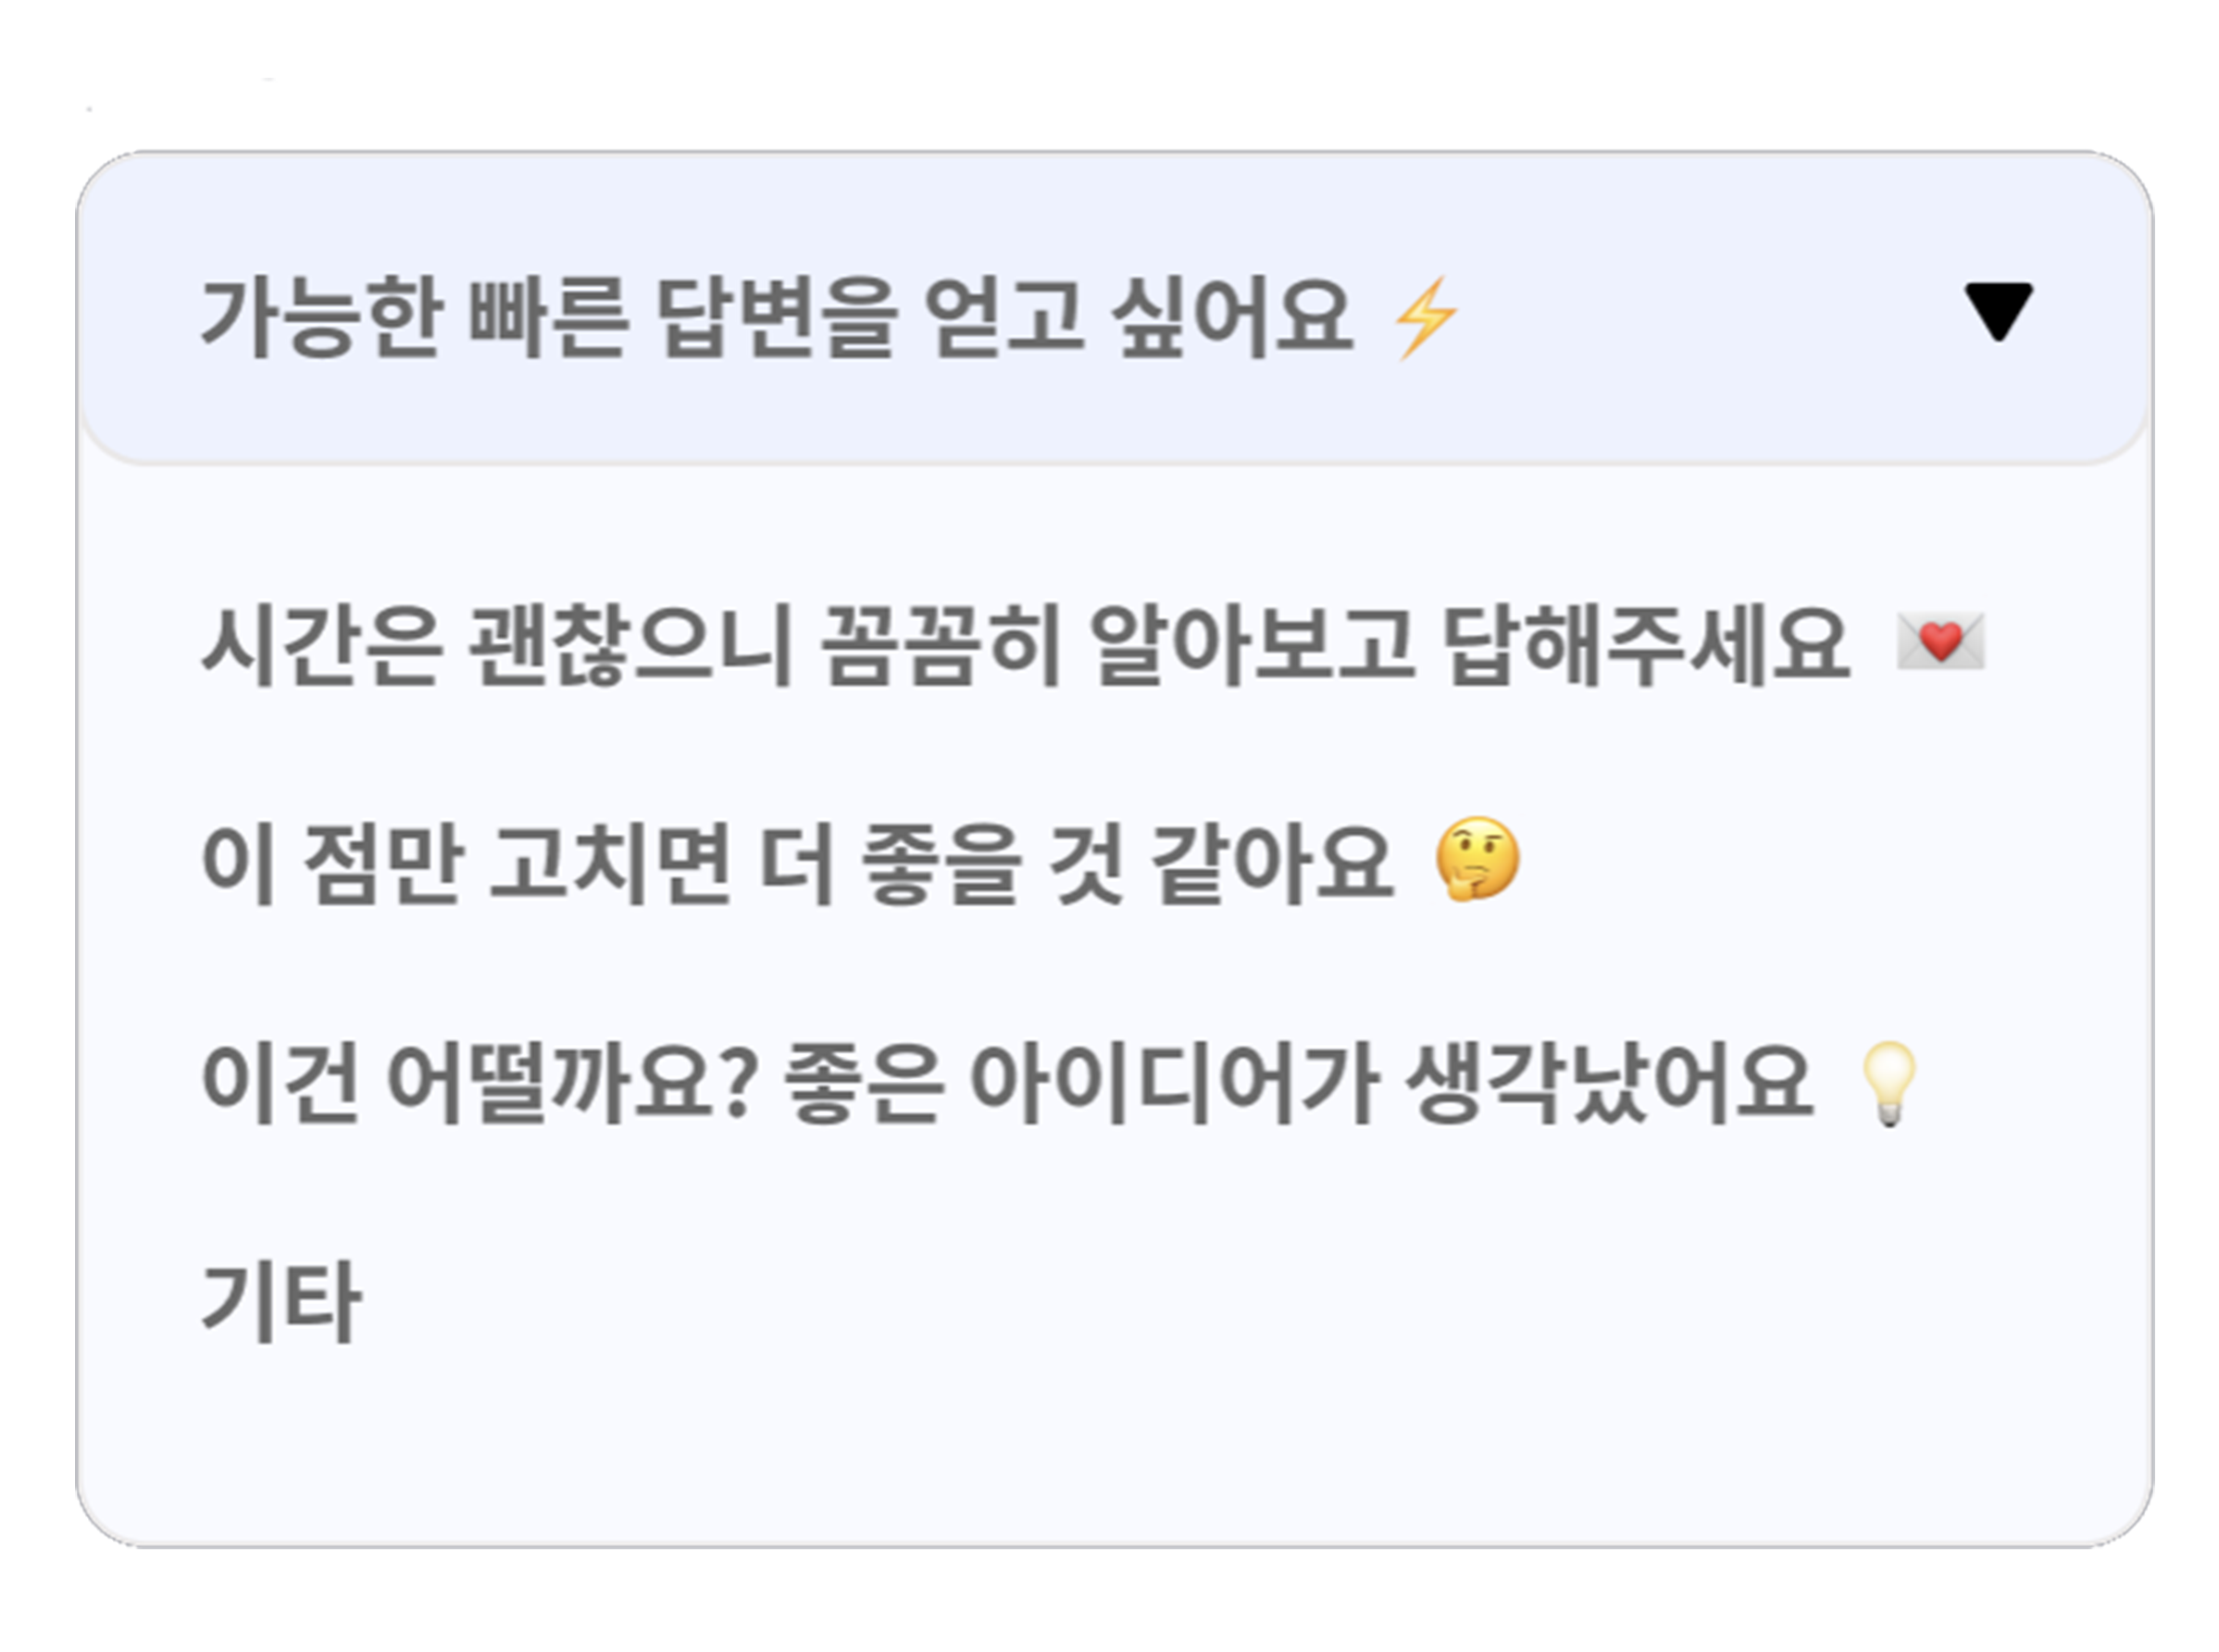 가능한 빠른 답변을 얻고 싶어요 ⚡
시간은 괜찮으니 꼼꼼히 알아보고 답해주세요 💌
이 점만 고치면 더 좋을 것 같아요 🤔
이건 어떨까요? 좋은 아이디어가 생각났어요 💡
기타